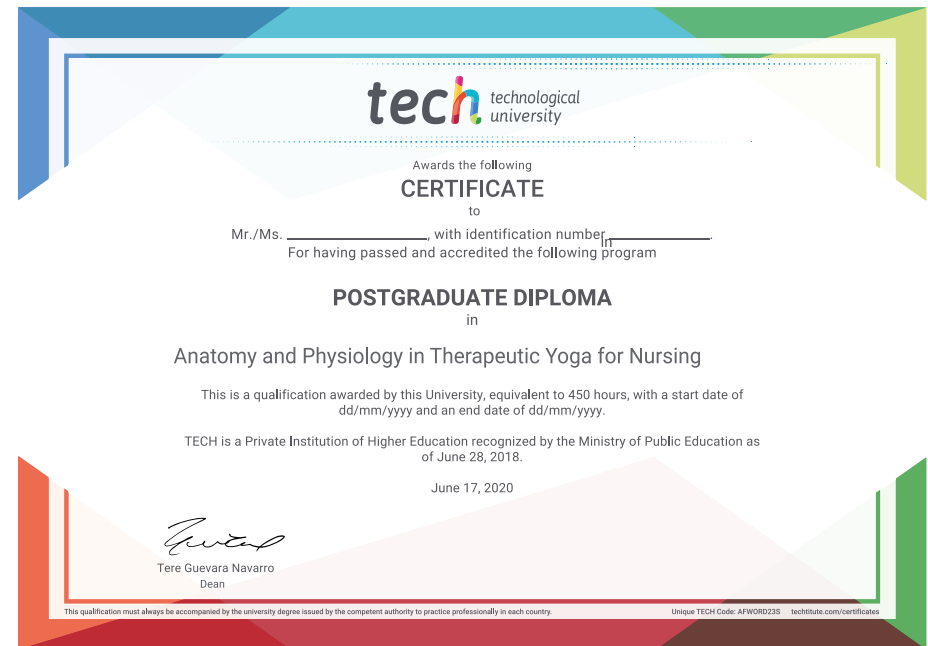 tech technological
university
Awards the following
CERTIFICATE
to
Mr./Ms. ____________________, with identification number ______________.
In
For having passed and accredited the following program
POSTGRADUATE DIPLOMA
in
Anatomy and Physiology in Therapeutic Yoga for Nursing
This is a qualification awarded by this University, equivalent to 450 hours, with a start date of
dd/mm/yyyy and an end date of dd/mm/yyyy.
TECH is a Private Institution of Higher Education recognized by the Ministry of Public Education as
of June 28, 2018.
June 17, 2020
Tere Guevara Navarro
Dean
This qualification must always be accompanied by the university degree issued by the competent authority to practice professionally in each country.
Unique TECH Code: AFWORD23S techtitute.com/certificates